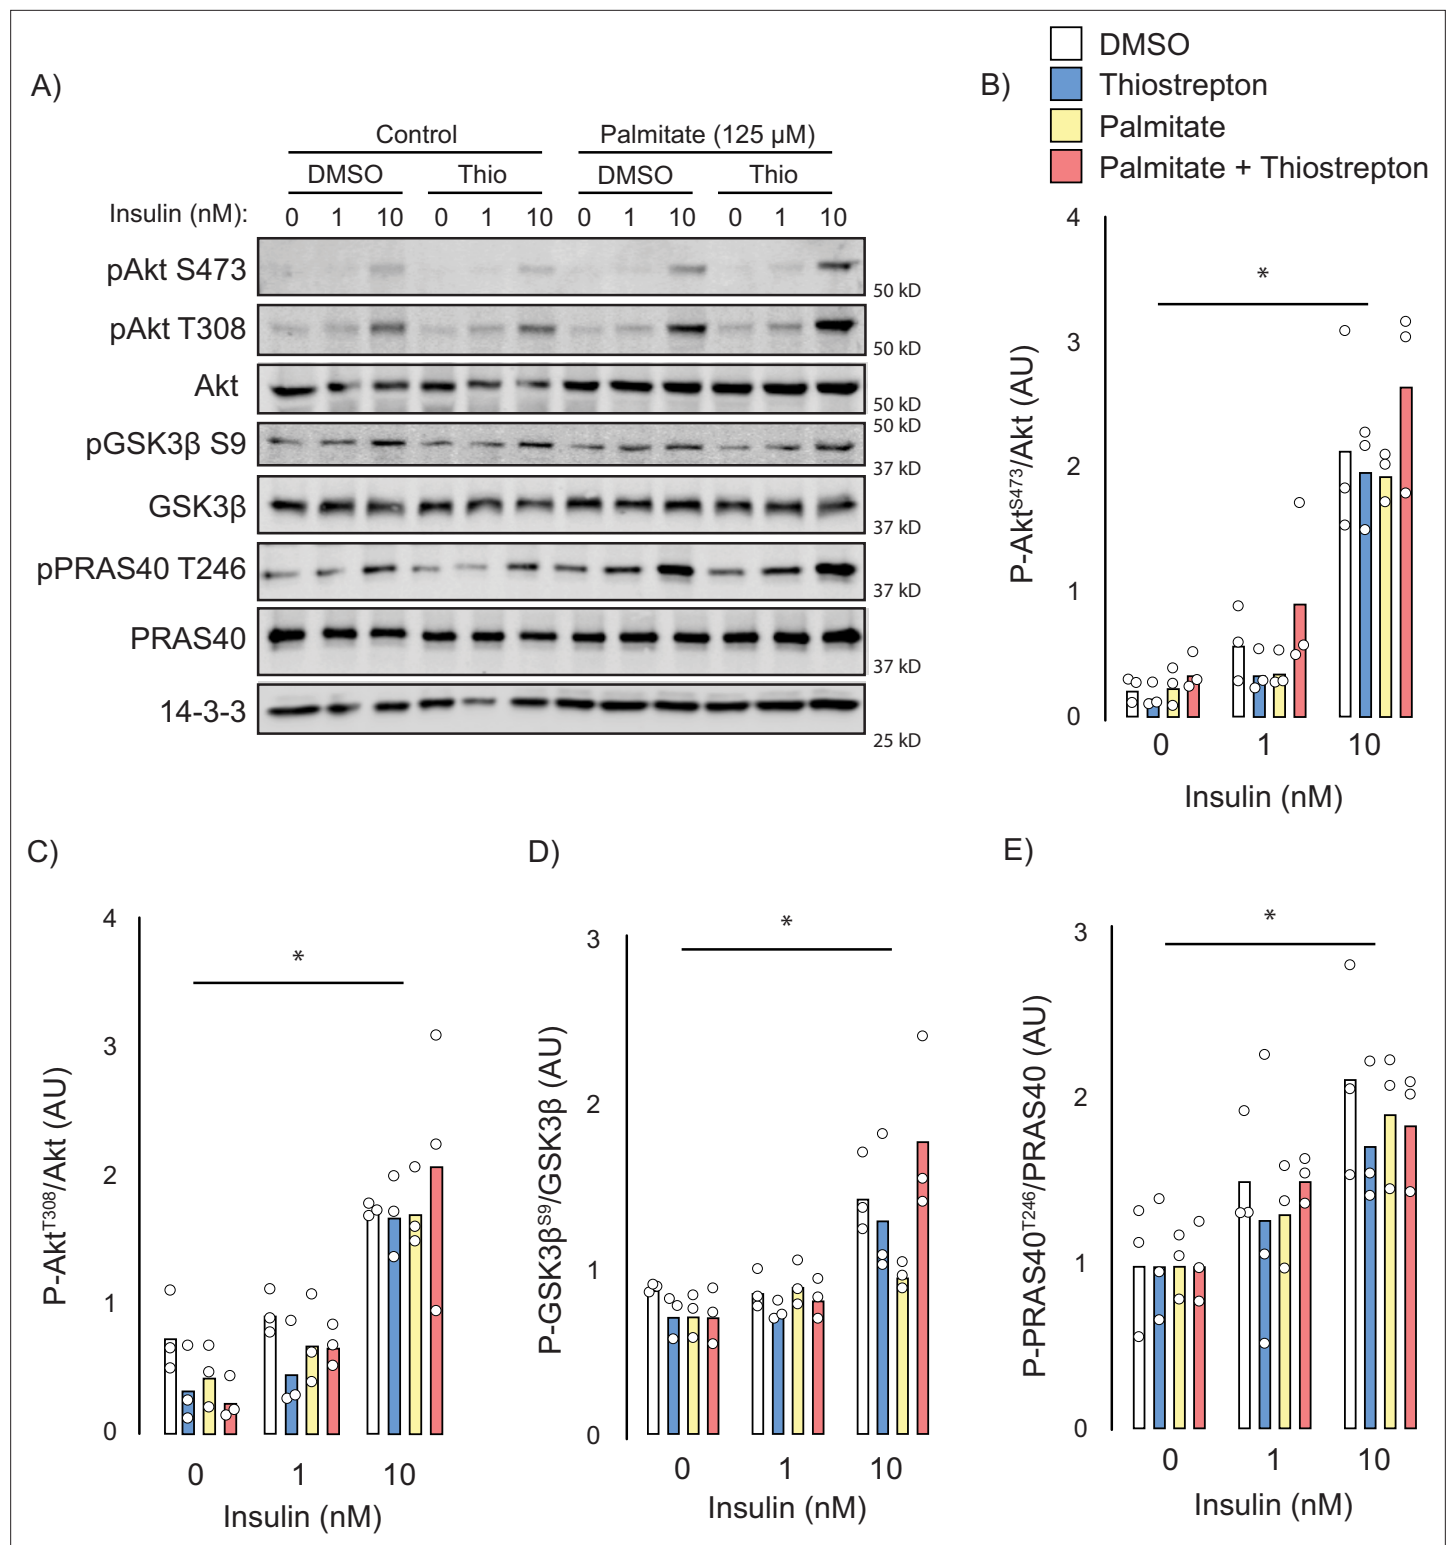 A)
Control Palmitate (125 µM)
DMSO Thio DMSO Thio
Insulin (nM): 0 1 10 0 1 10 0 1 10 0 1 10
pAkt S473
50 kD
pAkt T308
50 kD
Akt
50 kD
50 kD
pGSK3β S9
37 kD
GSK3β
37 kD
pPRAS40 T246
37 kD
PRAS40
37 kD
14-3-3
25 kD
B)
DMSO
Thiostrepton
Palmitate
Palmitate + Thiostrepton
P-Akt^S473/Akt (AU)
4
3
2
1
0
*
0 1 10
Insulin (nM)
C)
P-Akt^T308/Akt (AU)
4
3
2
1
0
*
0 1 10
Insulin (nM)
D)
P-GSK3β^S9/GSK3β (AU)
3
2
1
0
*
0 1 10
Insulin (nM)
E)
P-PRAS40^T246/PRAS40 (AU)
3
2
1
0
*
0 1 10
Insulin (nM)